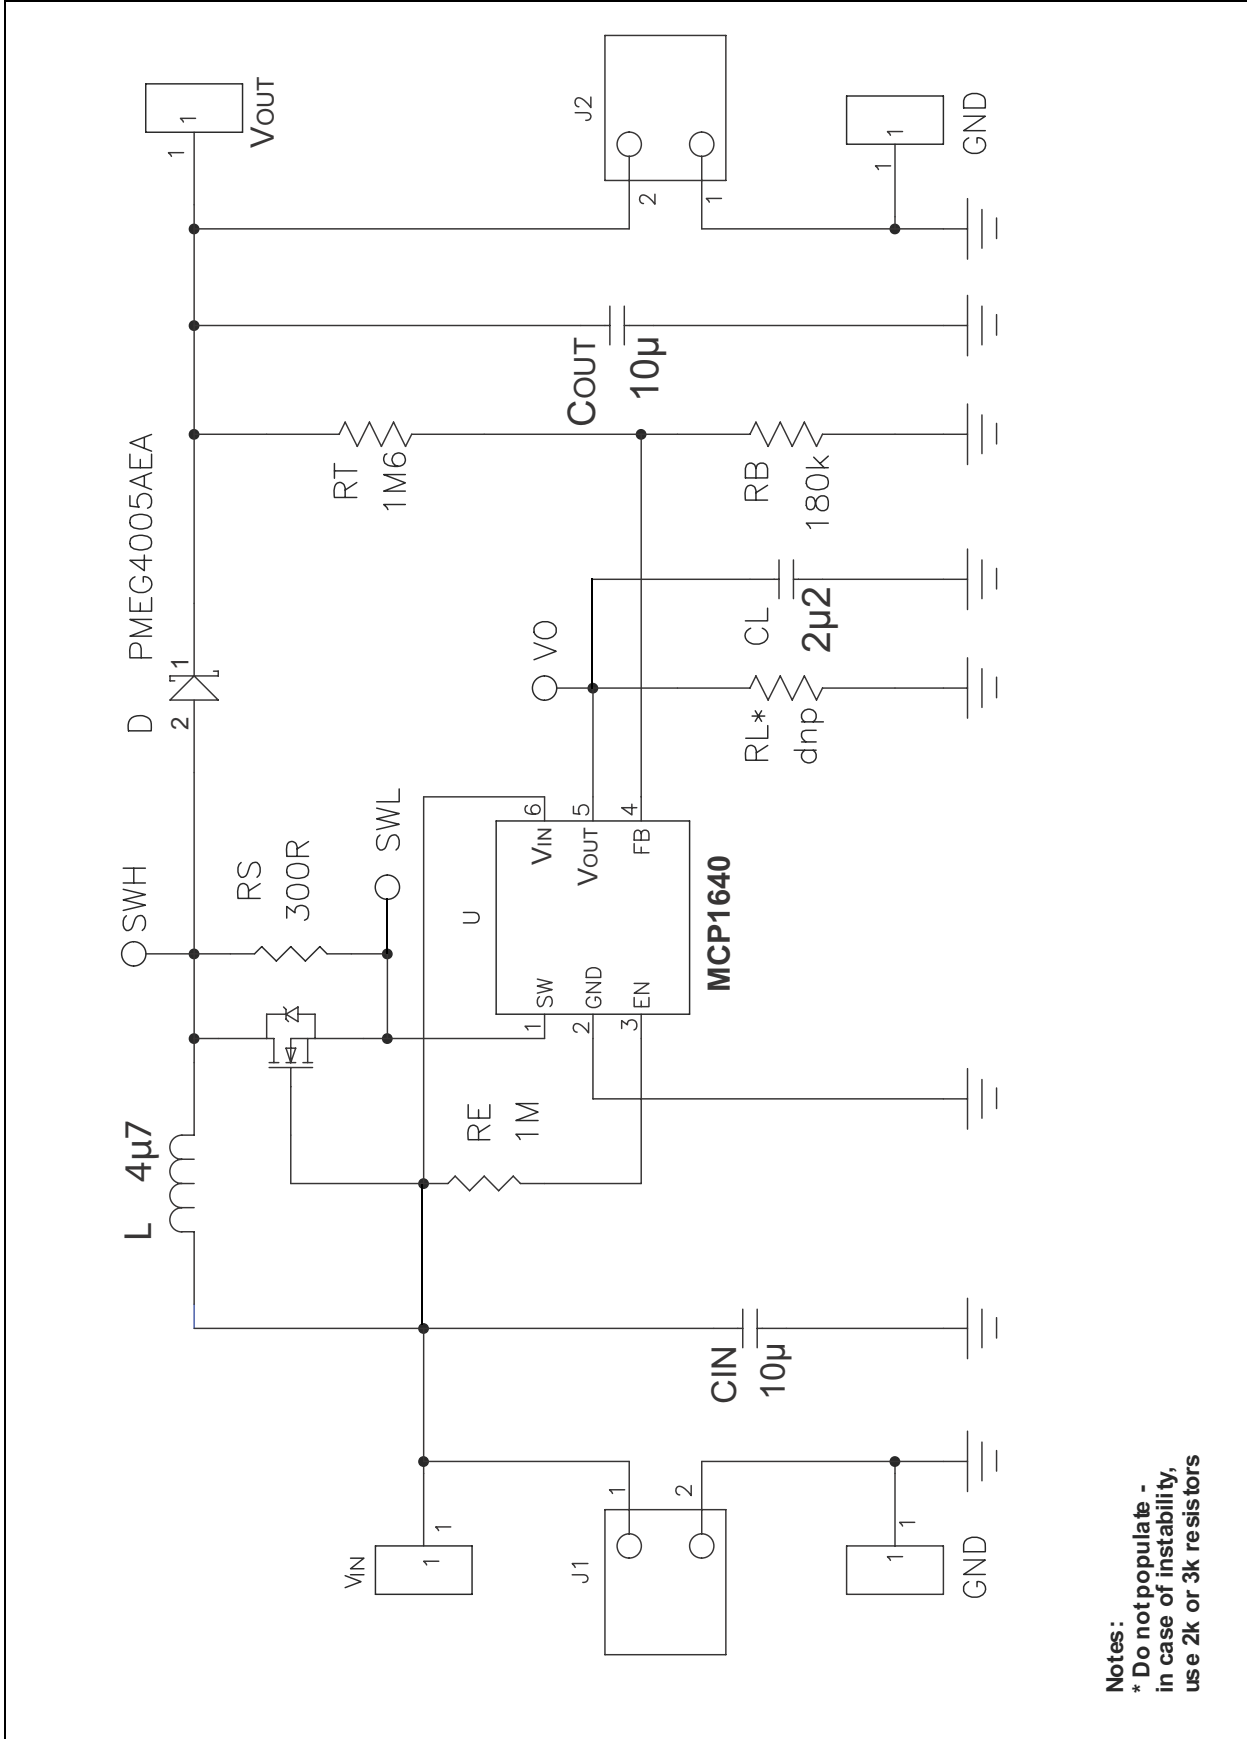 L 4µ7
SWH
D PMEG4005AEA
2
1
1
1
VOUT
RS
300R
SWL
RT
1M6
COUT
10µ
J2
2
1
VIN
1
1
RE
1M
U
1
SW
2
GND
3
EN
VIN
6
VOUT
5
FB
4
MCP1640
VO
RL*
dnp
CL
2µ2
RB
180k
1
1
GND
J1
1
2
CIN
10µ
1
1
GND
Notes:
* Do not populate -
in case of instability,
use 2k or 3k resistors